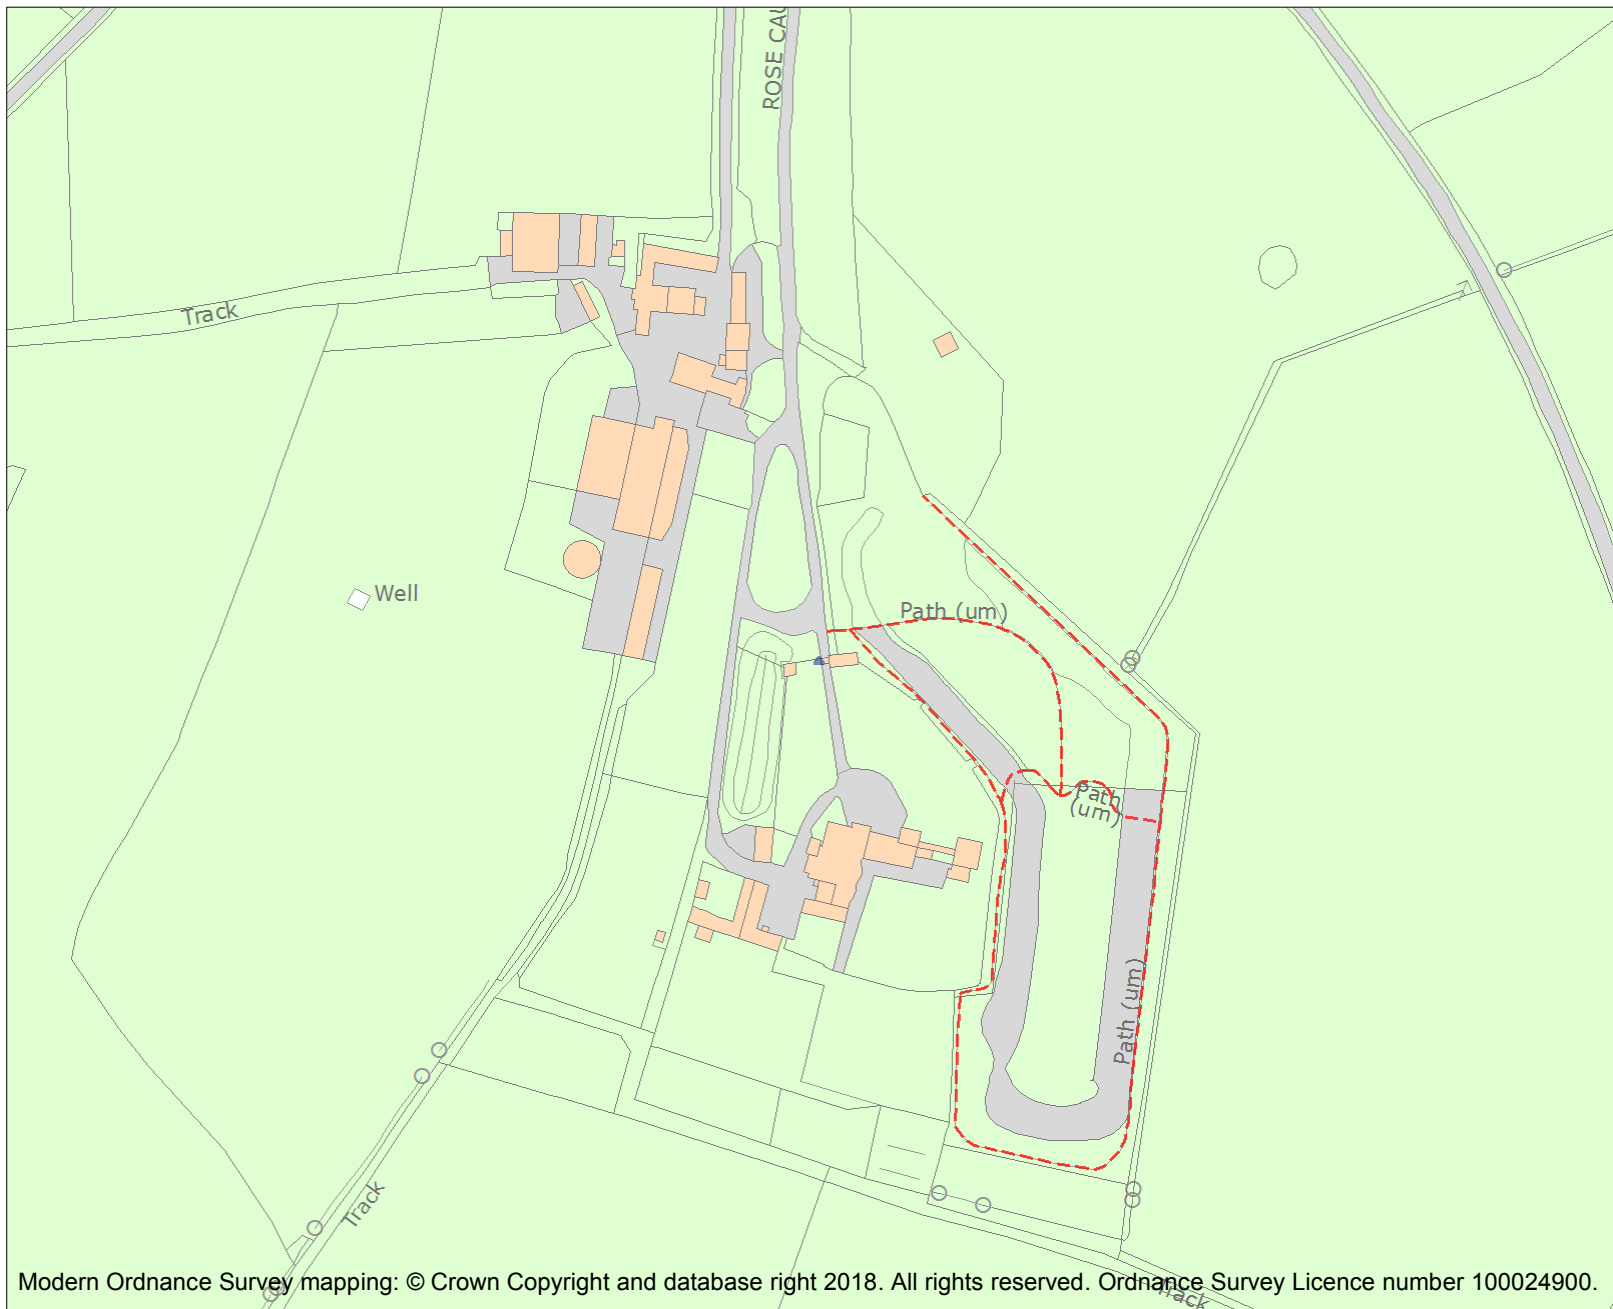 ROSE CAU
Track
Well
Path (um)
Path
(um)
Path (um)
Track
Track
Modern Ordnance Survey mapping: © Crown Copyright and database right 2018. All rights reserved. Ordnance Survey Licence number 100024900.